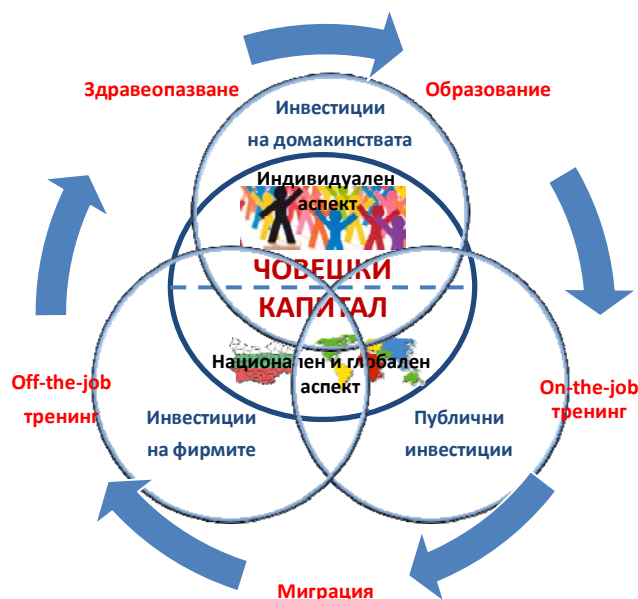 Здравеопазване
Образование
Инвестиции
на домакинствата
Индивидуален
аспект
ЧОВЕШКИ
КАПИТАЛ
Национален и глобален
аспект
Off-the-job
тренинг
On-the-job
тренинг
Инвестиции
на фирмите
Публични
инвестиции
Миграция